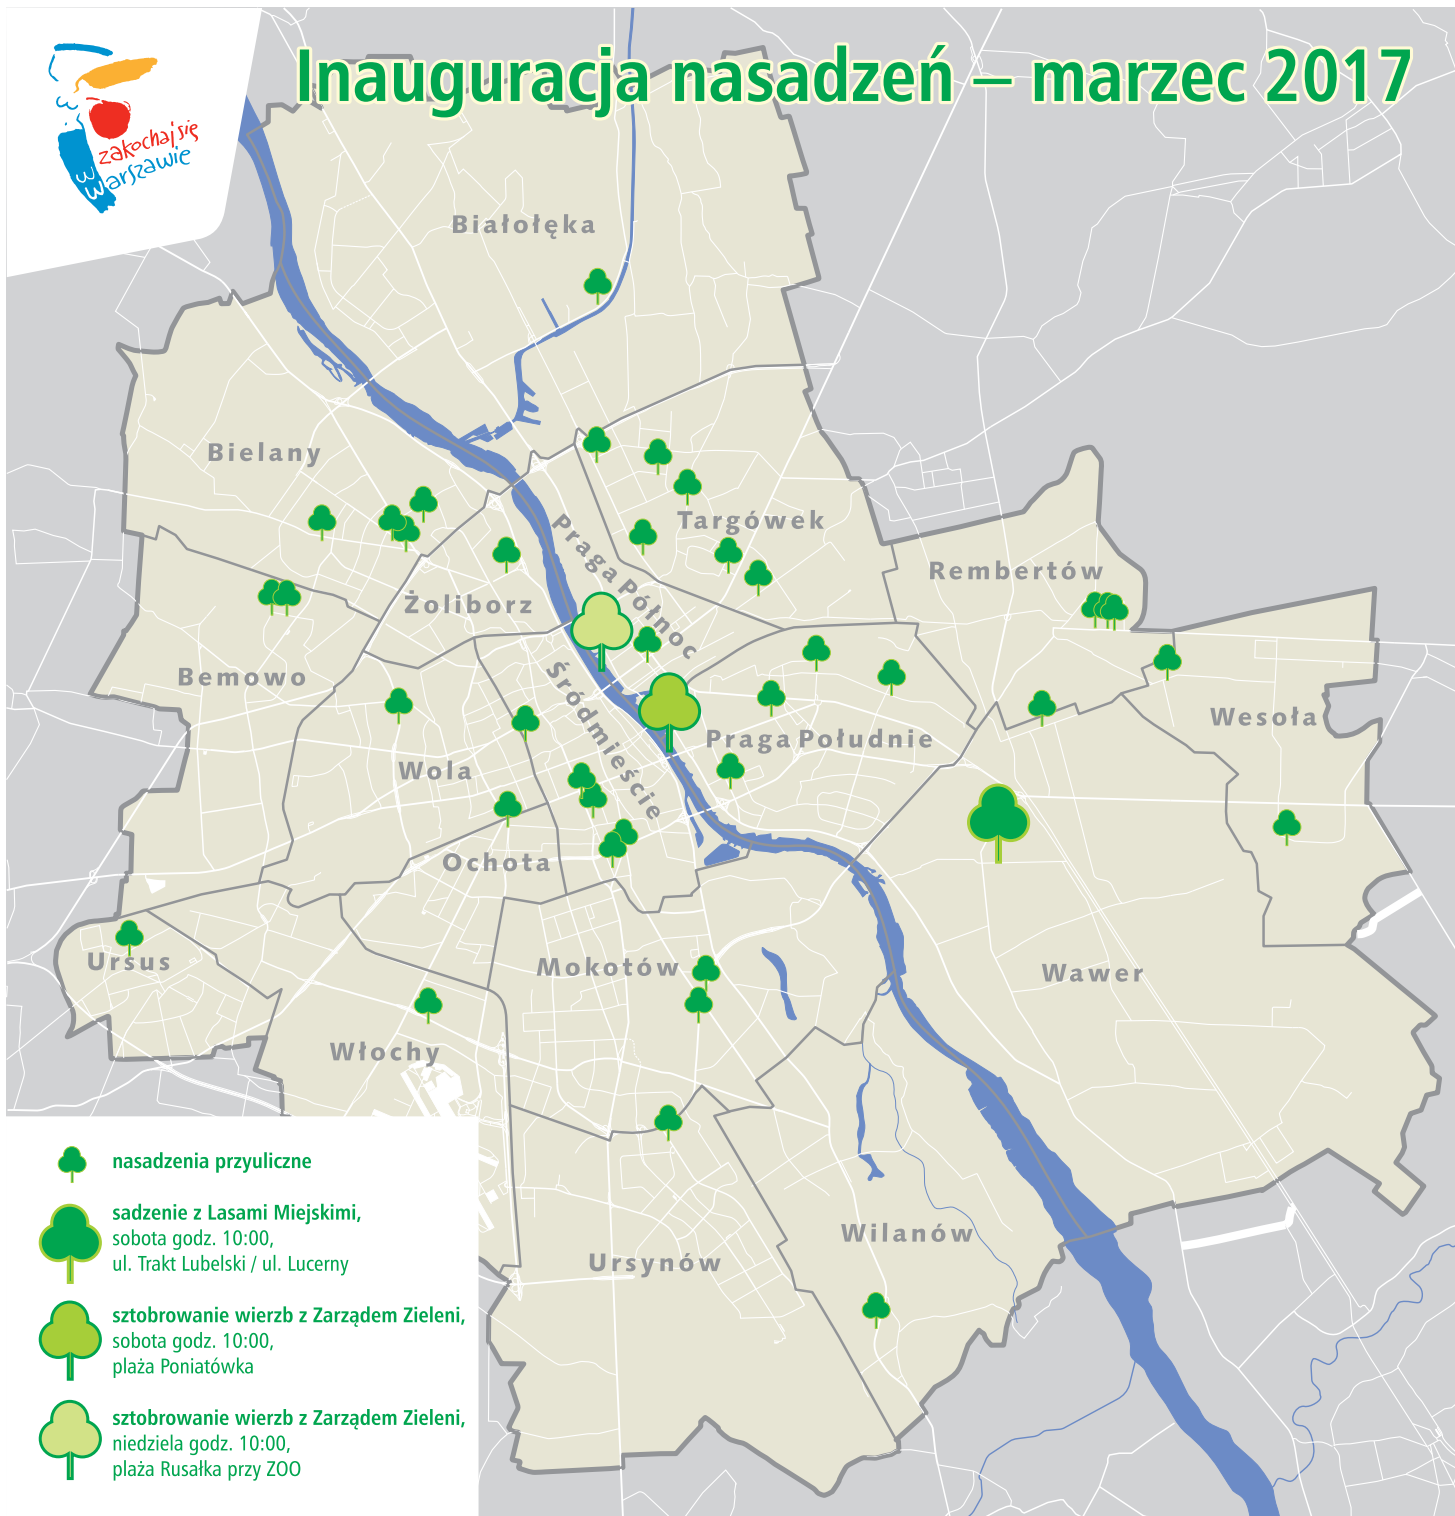 Inauguracja nasadzeń – marzec 2017
zakochaj się
w
Warszawie
Białołęka
Bielany
Targówek
Praga Północ
Rembertów
Żoliborz
Bemowo
Śródmieście
Wesoła
Praga Południe
Wola
Ochota
Ursus
Mokotów
Wawer
Włochy
Wilanów
Ursynów
nasadzenia przyuliczne
sadzenie z Lasami Miejskimi,
sobota godz. 10:00,
ul. Trakt Lubelski / ul. Lucerny
sztobrowanie wierzb z Zarządem Zieleni,
sobota godz. 10:00,
plaża Poniatówka
sztobrowanie wierzb z Zarządem Zieleni,
niedziela godz. 10:00,
plaża Rusałka przy ZOO